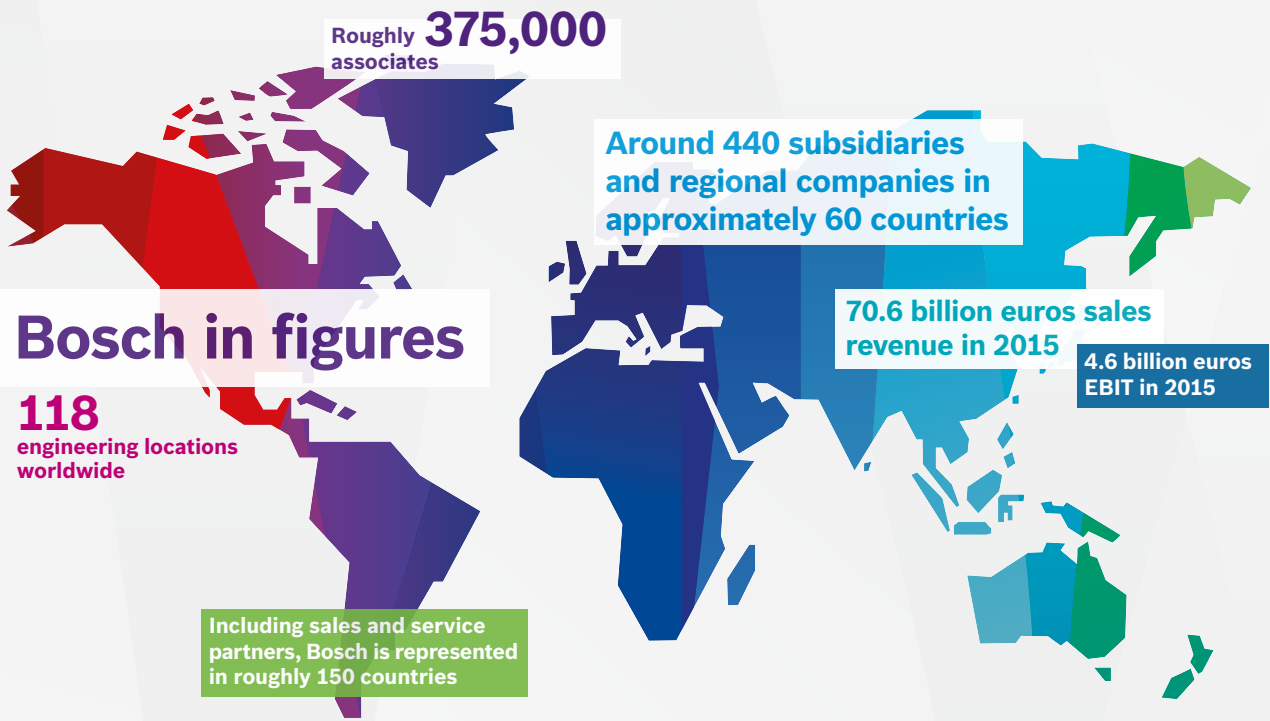 Roughly 375,000
associates
Around 440 subsidiaries
and regional companies in
approximately 60 countries
Bosch in figures
70.6 billion euros sales
revenue in 2015
4.6 billion euros
EBIT in 2015
118
engineering locations
worldwide
Including sales and service
partners, Bosch is represented
in roughly 150 countries